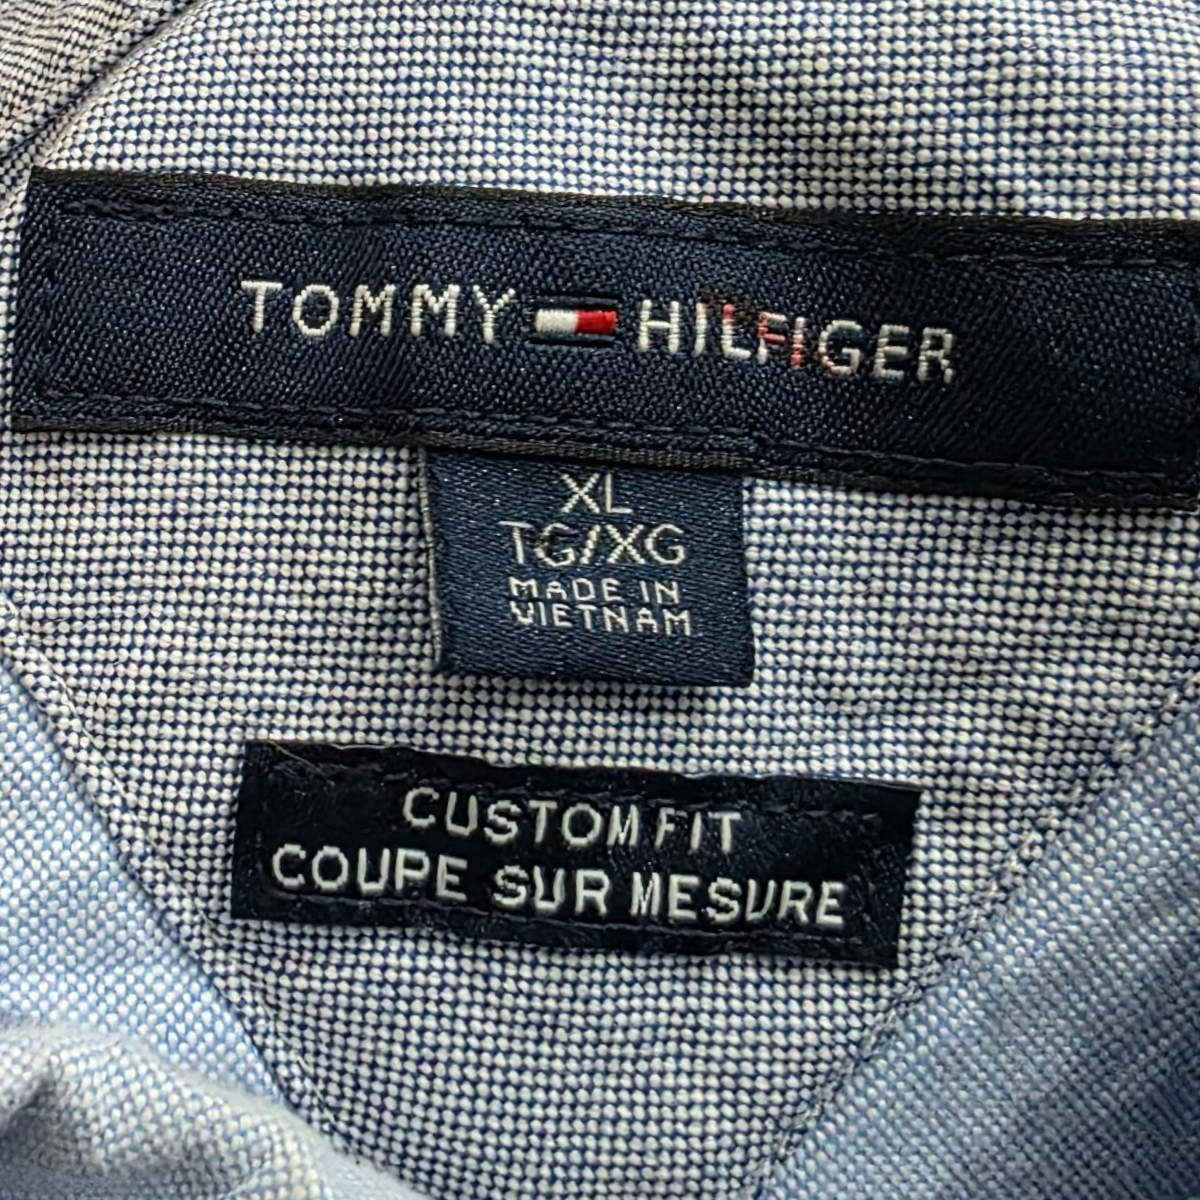 TOMMY HILFIGER
XL
TG/XG
MADE IN
VIETNAM
CUSTOM FIT
COUPE SUR MESURE